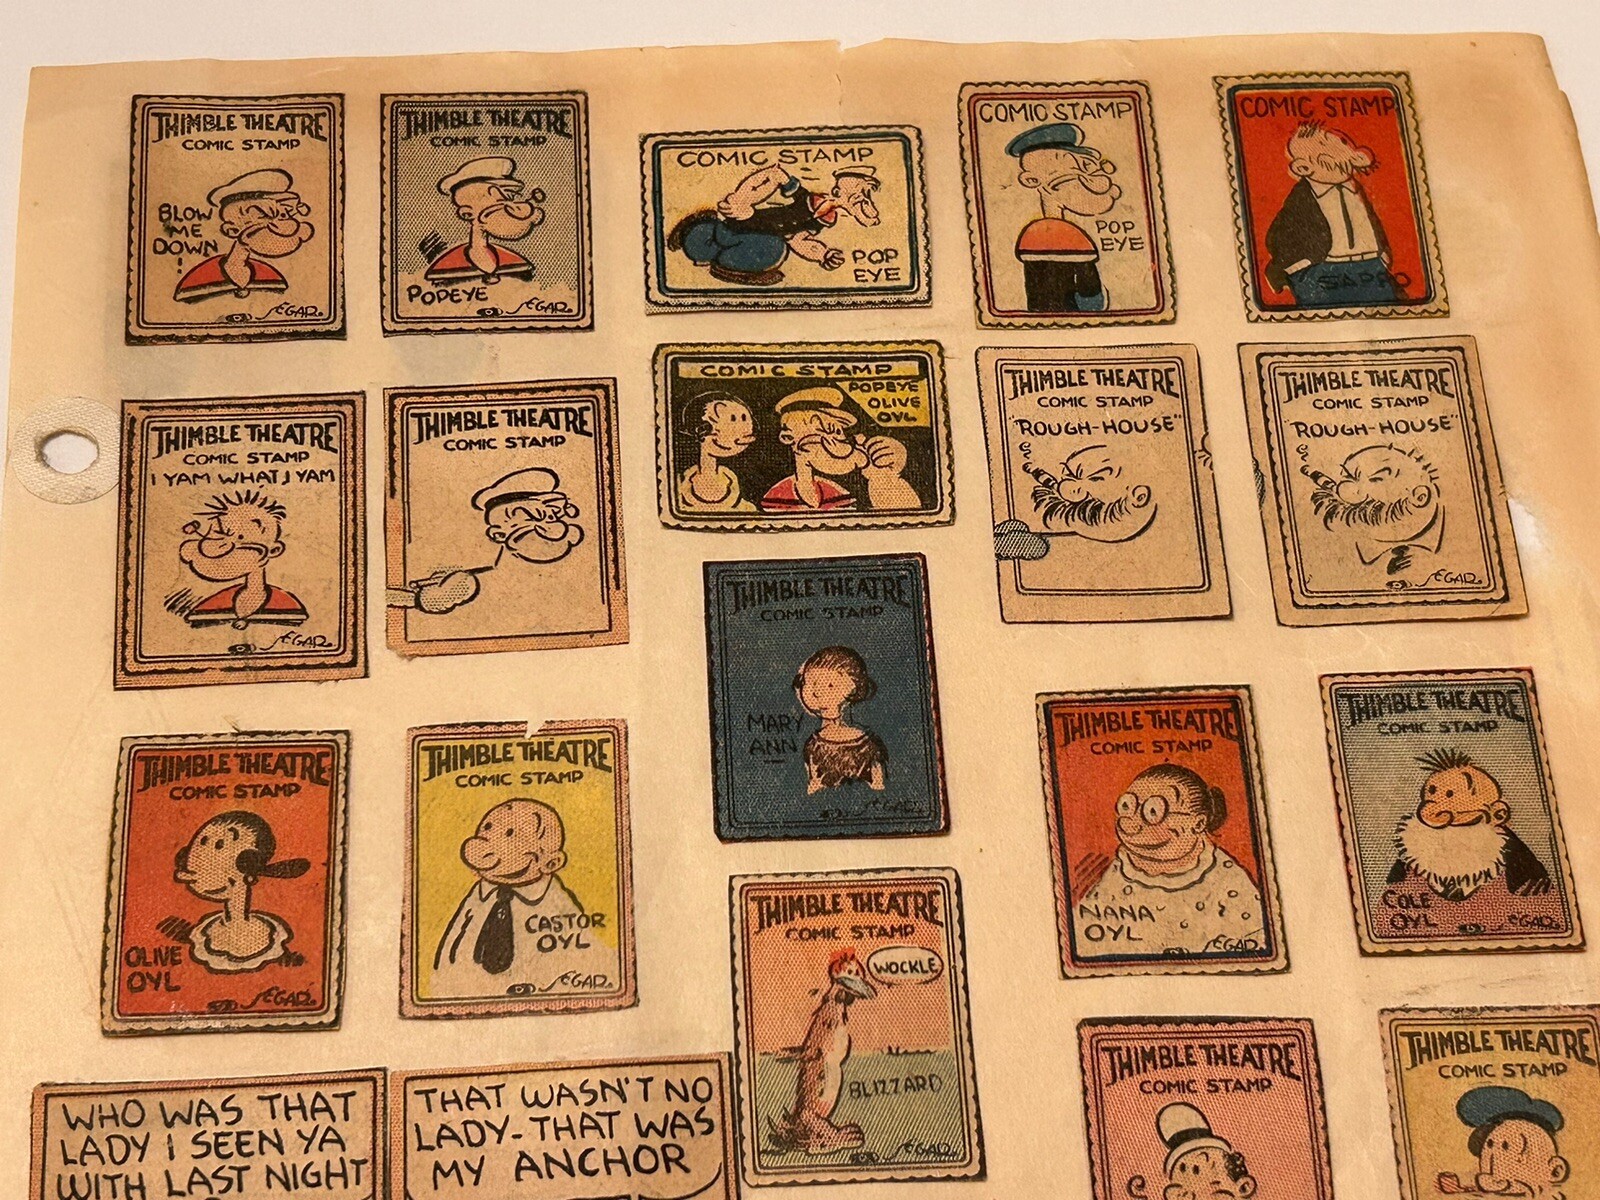 THIMBLE THEATRE
COMIC STAMP
BLOW
ME
DOWN
SEGAR
THIMBLE THEATRE
COMIC STAMP
POPEYE
SEGAR
COMIC STAMP
POP
EYE
COMIC STAMP
POP
EYE
COMIC STAMP
SAPPO
THIMBLE THEATRE
COMIC STAMP
I YAM WHAT I YAM
SEGAR
THIMBLE THEATRE
COMIC STAMP
COMIC STAMP
POPEYE
OLIVE
OYL
THIMBLE THEATRE
COMIC STAMP
"ROUGH-HOUSE"
THIMBLE THEATRE
COMIC STAMP
"ROUGH-HOUSE"
SEGAR
THIMBLE THEATRE
COMIC STAMP
MARY
ANN
SEGAR
THIMBLE THEATRE
COMIC STAMP
OLIVE
OYL
SEGAR
THIMBLE THEATRE
COMIC STAMP
CASTOR
OYL
SEGAR
THIMBLE THEATRE
COMIC STAMP
NANA
OYL
SEGAR
THIMBLE THEATRE
COMIC STAMP
COLE
OYL
SEGAR
THIMBLE THEATRE
COMIC STAMP
WOCKLE
BLIZZARD
SEGAR
WHO WAS THAT
LADY I SEEN YA
WITH LAST NIGHT
THAT WASN'T NO
LADY-THAT WAS
MY ANCHOR
THIMBLE THEATRE
COMIC STAMP
THIMBLE THEATRE
COMIC STAMP